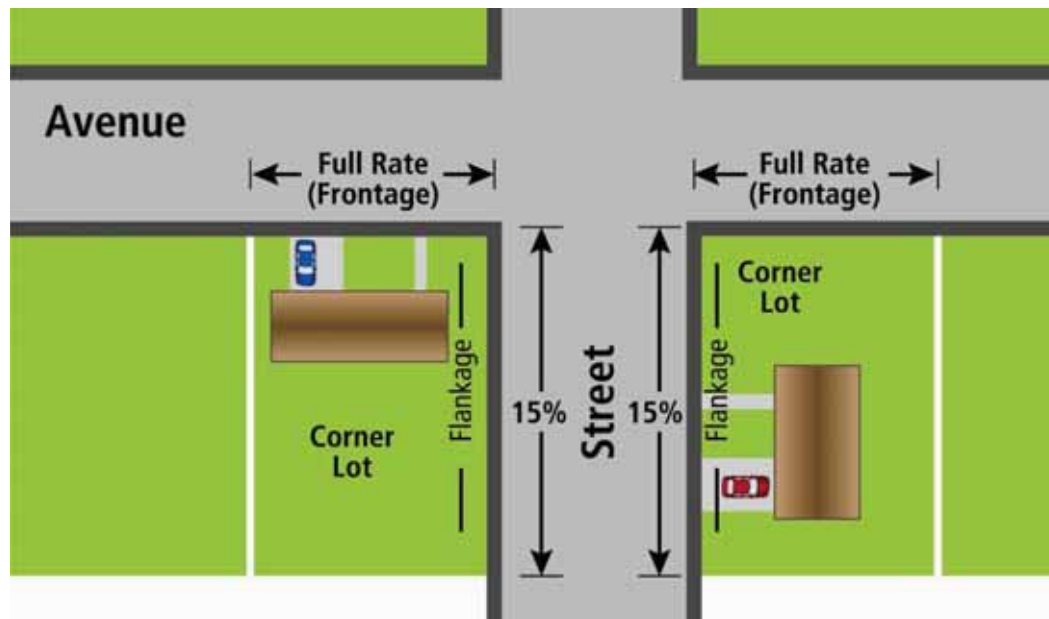 Avenue
Full Rate
(Frontage)
Full Rate
(Frontage)
Corner
Lot
Flankage
15%
Street
15%
Flankage
Corner
Lot